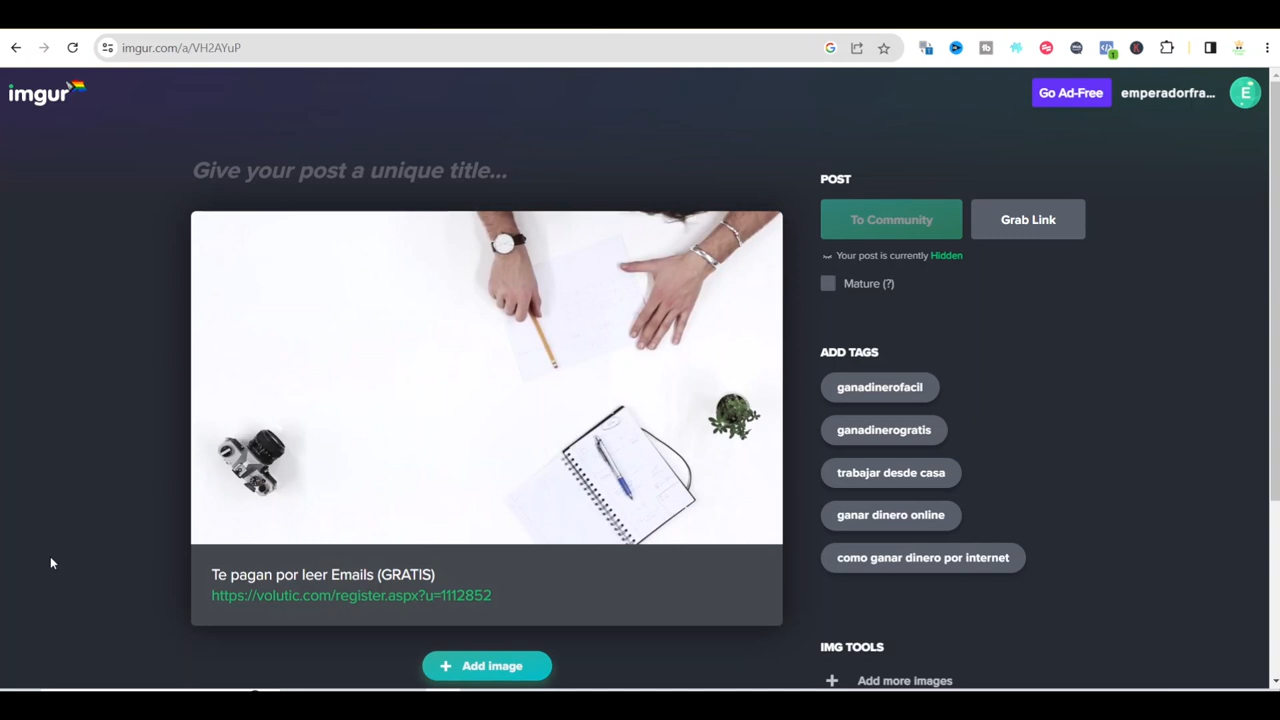 imgur.com/a/VH2AYuP
imgur
Go Ad-Free
emperadorfra...
E
Give your post a unique title...
POST
To Community
Grab Link
Your post is currently Hidden
Mature (?)
ADD TAGS
ganadinerofacil
ganadinerogratis
trabajar desde casa
ganar dinero online
como ganar dinero por internet
Te pagan por leer Emails (GRATIS)
https://volutic.com/register.aspx?u=1112852
+ Add image
IMG TOOLS
+ Add more images